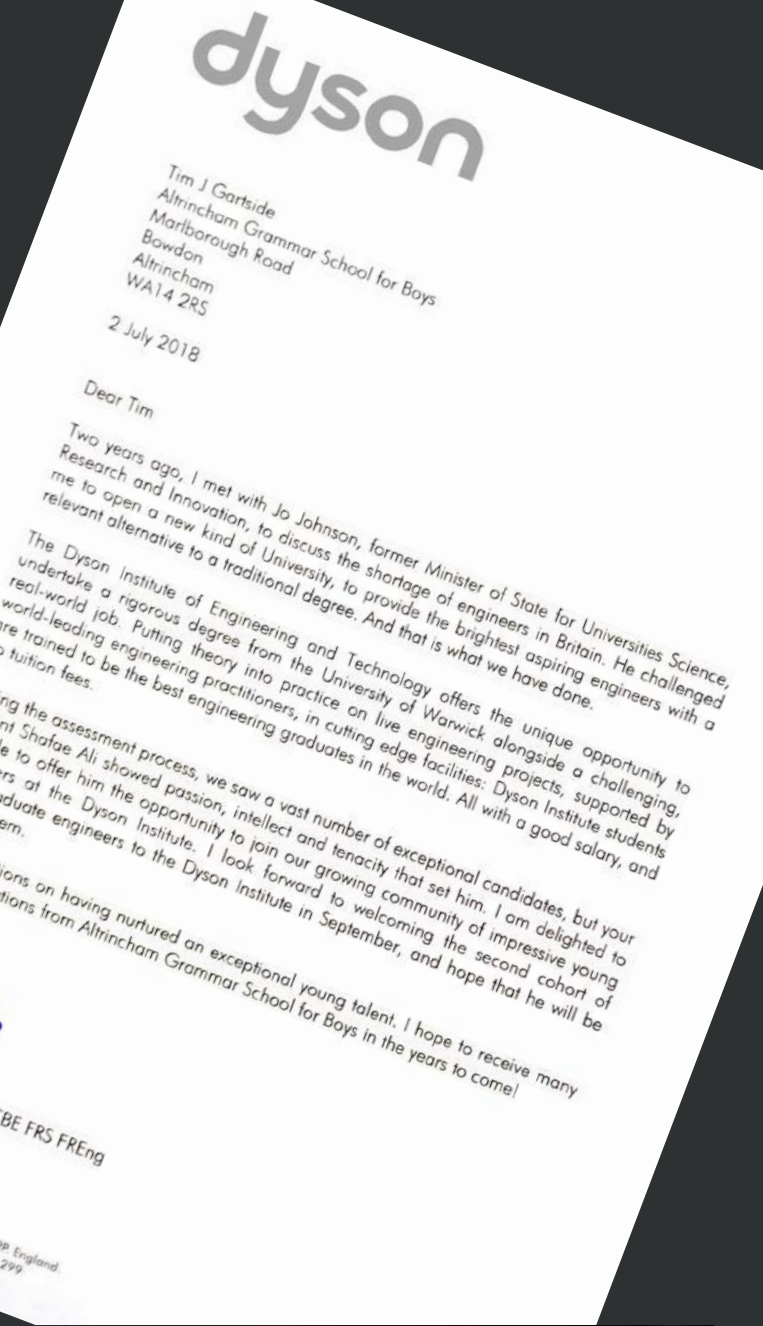 dyson
Tim J Gartside
Altrincham Grammar School for Boys
Marlborough Road
Bowdon
Altrincham
WA14 2RS
2 July 2018
Dear Tim
Two years ago, I met with Jo Johnson, former Minister of State for Universities Science,
Research and Innovation, to discuss the shortage of engineers in Britain. He challenged
me to open a new kind of University, to provide the brightest aspiring engineers with a
relevant alternative to a traditional degree. And that is what we have done.
The Dyson Institute of Engineering and Technology offers the unique opportunity to
undertake a rigorous degree from the University of Warwick alongside a challenging,
real-world job. Putting theory into practice on live engineering projects, supported by
world-leading engineering practitioners, in cutting edge facilities: Dyson Institute students
are trained to be the best engineering graduates in the world. All with a good salary, and
tuition fees.
ing the assessment process, we saw a vast number of exceptional candidates, but your
nt Shafae Ali showed passion, intellect and tenacity that set him. I am delighted to
le to offer him the opportunity to join our growing community of impressive young
ers at the Dyson Institute. I look forward to welcoming the second cohort of
aduate engineers to the Dyson Institute in September, and hope that he will be
em.
ions on having nurtured an exceptional young talent. I hope to receive many
tions from Altrincham Grammar School for Boys in the years to come!
BE FRS FREng
England.
299